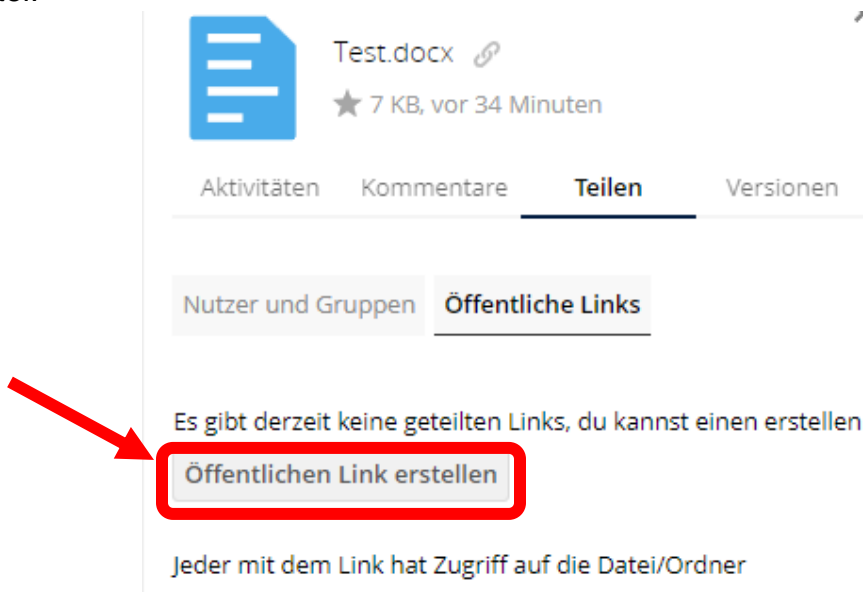 Test.docx
7 KB, vor 34 Minuten
Aktivitäten Kommentare Teilen Versionen
Nutzer und Gruppen Öffentliche Links
Es gibt derzeit keine geteilten Links, du kannst einen erstellen
Öffentlichen Link erstellen
Jeder mit dem Link hat Zugriff auf die Datei/Ordner